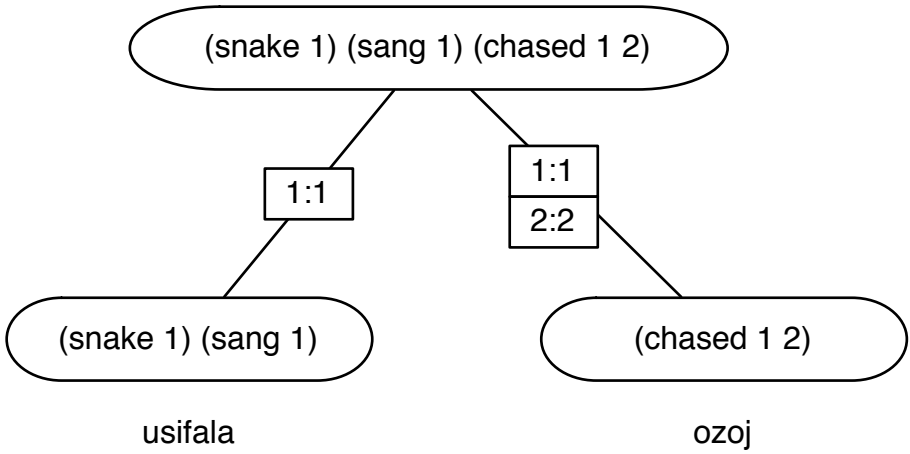 (snake 1) (sang 1) (chased 1 2)
1:1
1:1
2:2
(snake 1) (sang 1)
(chased 1 2)
usifala
ozoj